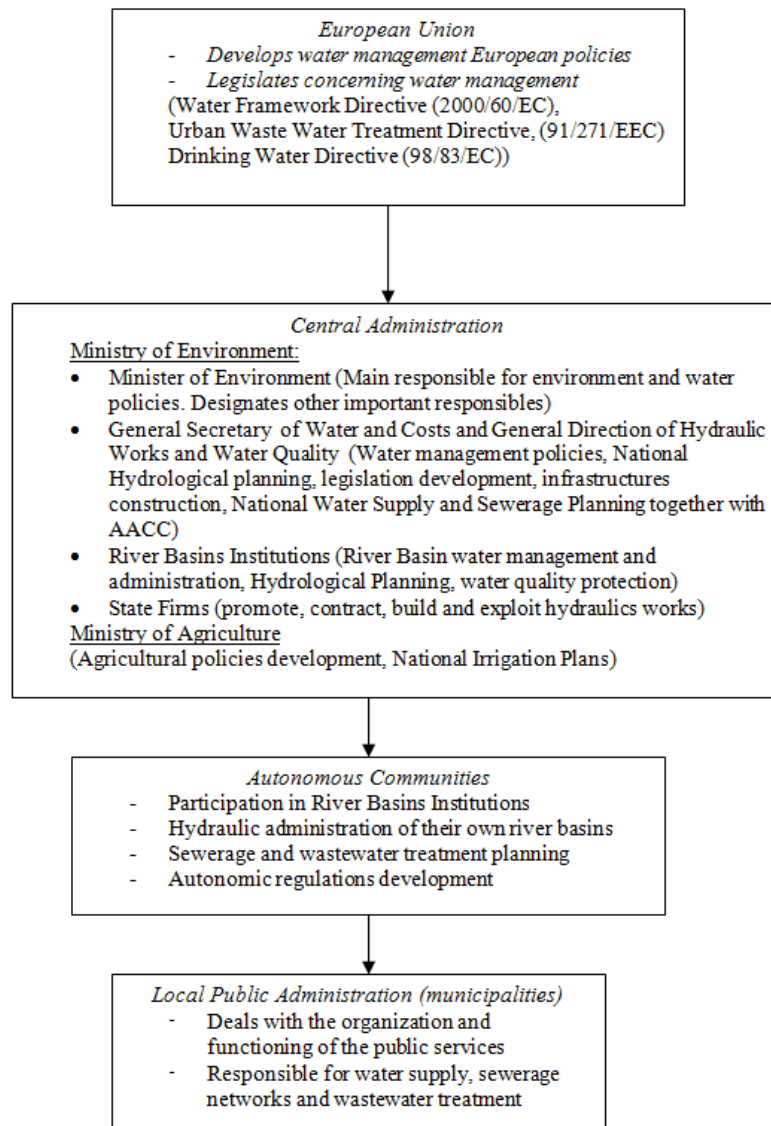 European Union
- Develops water management European policies
- Legislates concerning water management
(Water Framework Directive (2000/60/EC),
Urban Waste Water Treatment Directive, (91/271/EEC)
Drinking Water Directive (98/83/EC))
Central Administration
Ministry of Environment:
• Minister of Environment (Main responsible for environment and water
policies. Designates other important responsibles)
• General Secretary of Water and Costs and General Direction of Hydraulic
Works and Water Quality (Water management policies, National
Hydrological planning, legislation development, infrastructures
construction, National Water Supply and Sewerage Planning together with
AACC)
• River Basins Institutions (River Basin water management and
administration, Hydrological Planning, water quality protection)
• State Firms (promote, contract, build and exploit hydraulics works)
Ministry of Agriculture
(Agricultural policies development, National Irrigation Plans)
Autonomous Communities
- Participation in River Basins Institutions
- Hydraulic administration of their own river basins
- Sewerage and wastewater treatment planning
- Autonomic regulations development
Local Public Administration (municipalities)
- Deals with the organization and
functioning of the public services
- Responsible for water supply, sewerage
networks and wastewater treatment